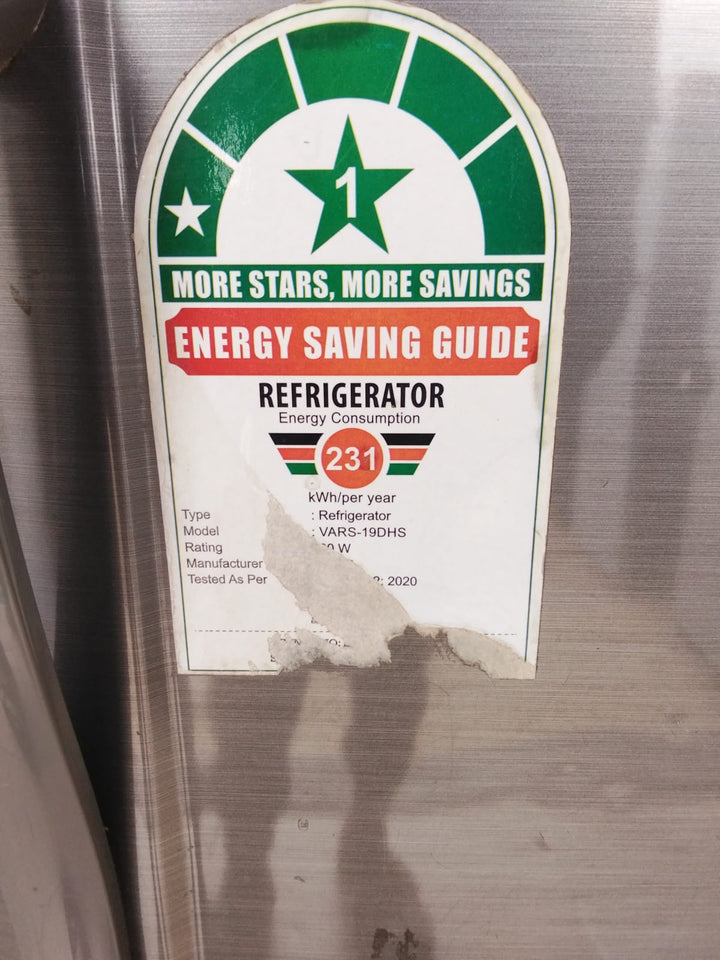 1
MORE STARS, MORE SAVINGS
ENERGY SAVING GUIDE
REFRIGERATOR
Energy Consumption
231
kWh/per year
Type : Refrigerator
Model : VARS-19DHS
Rating W
Manufacturer
Tested As Per : 2020